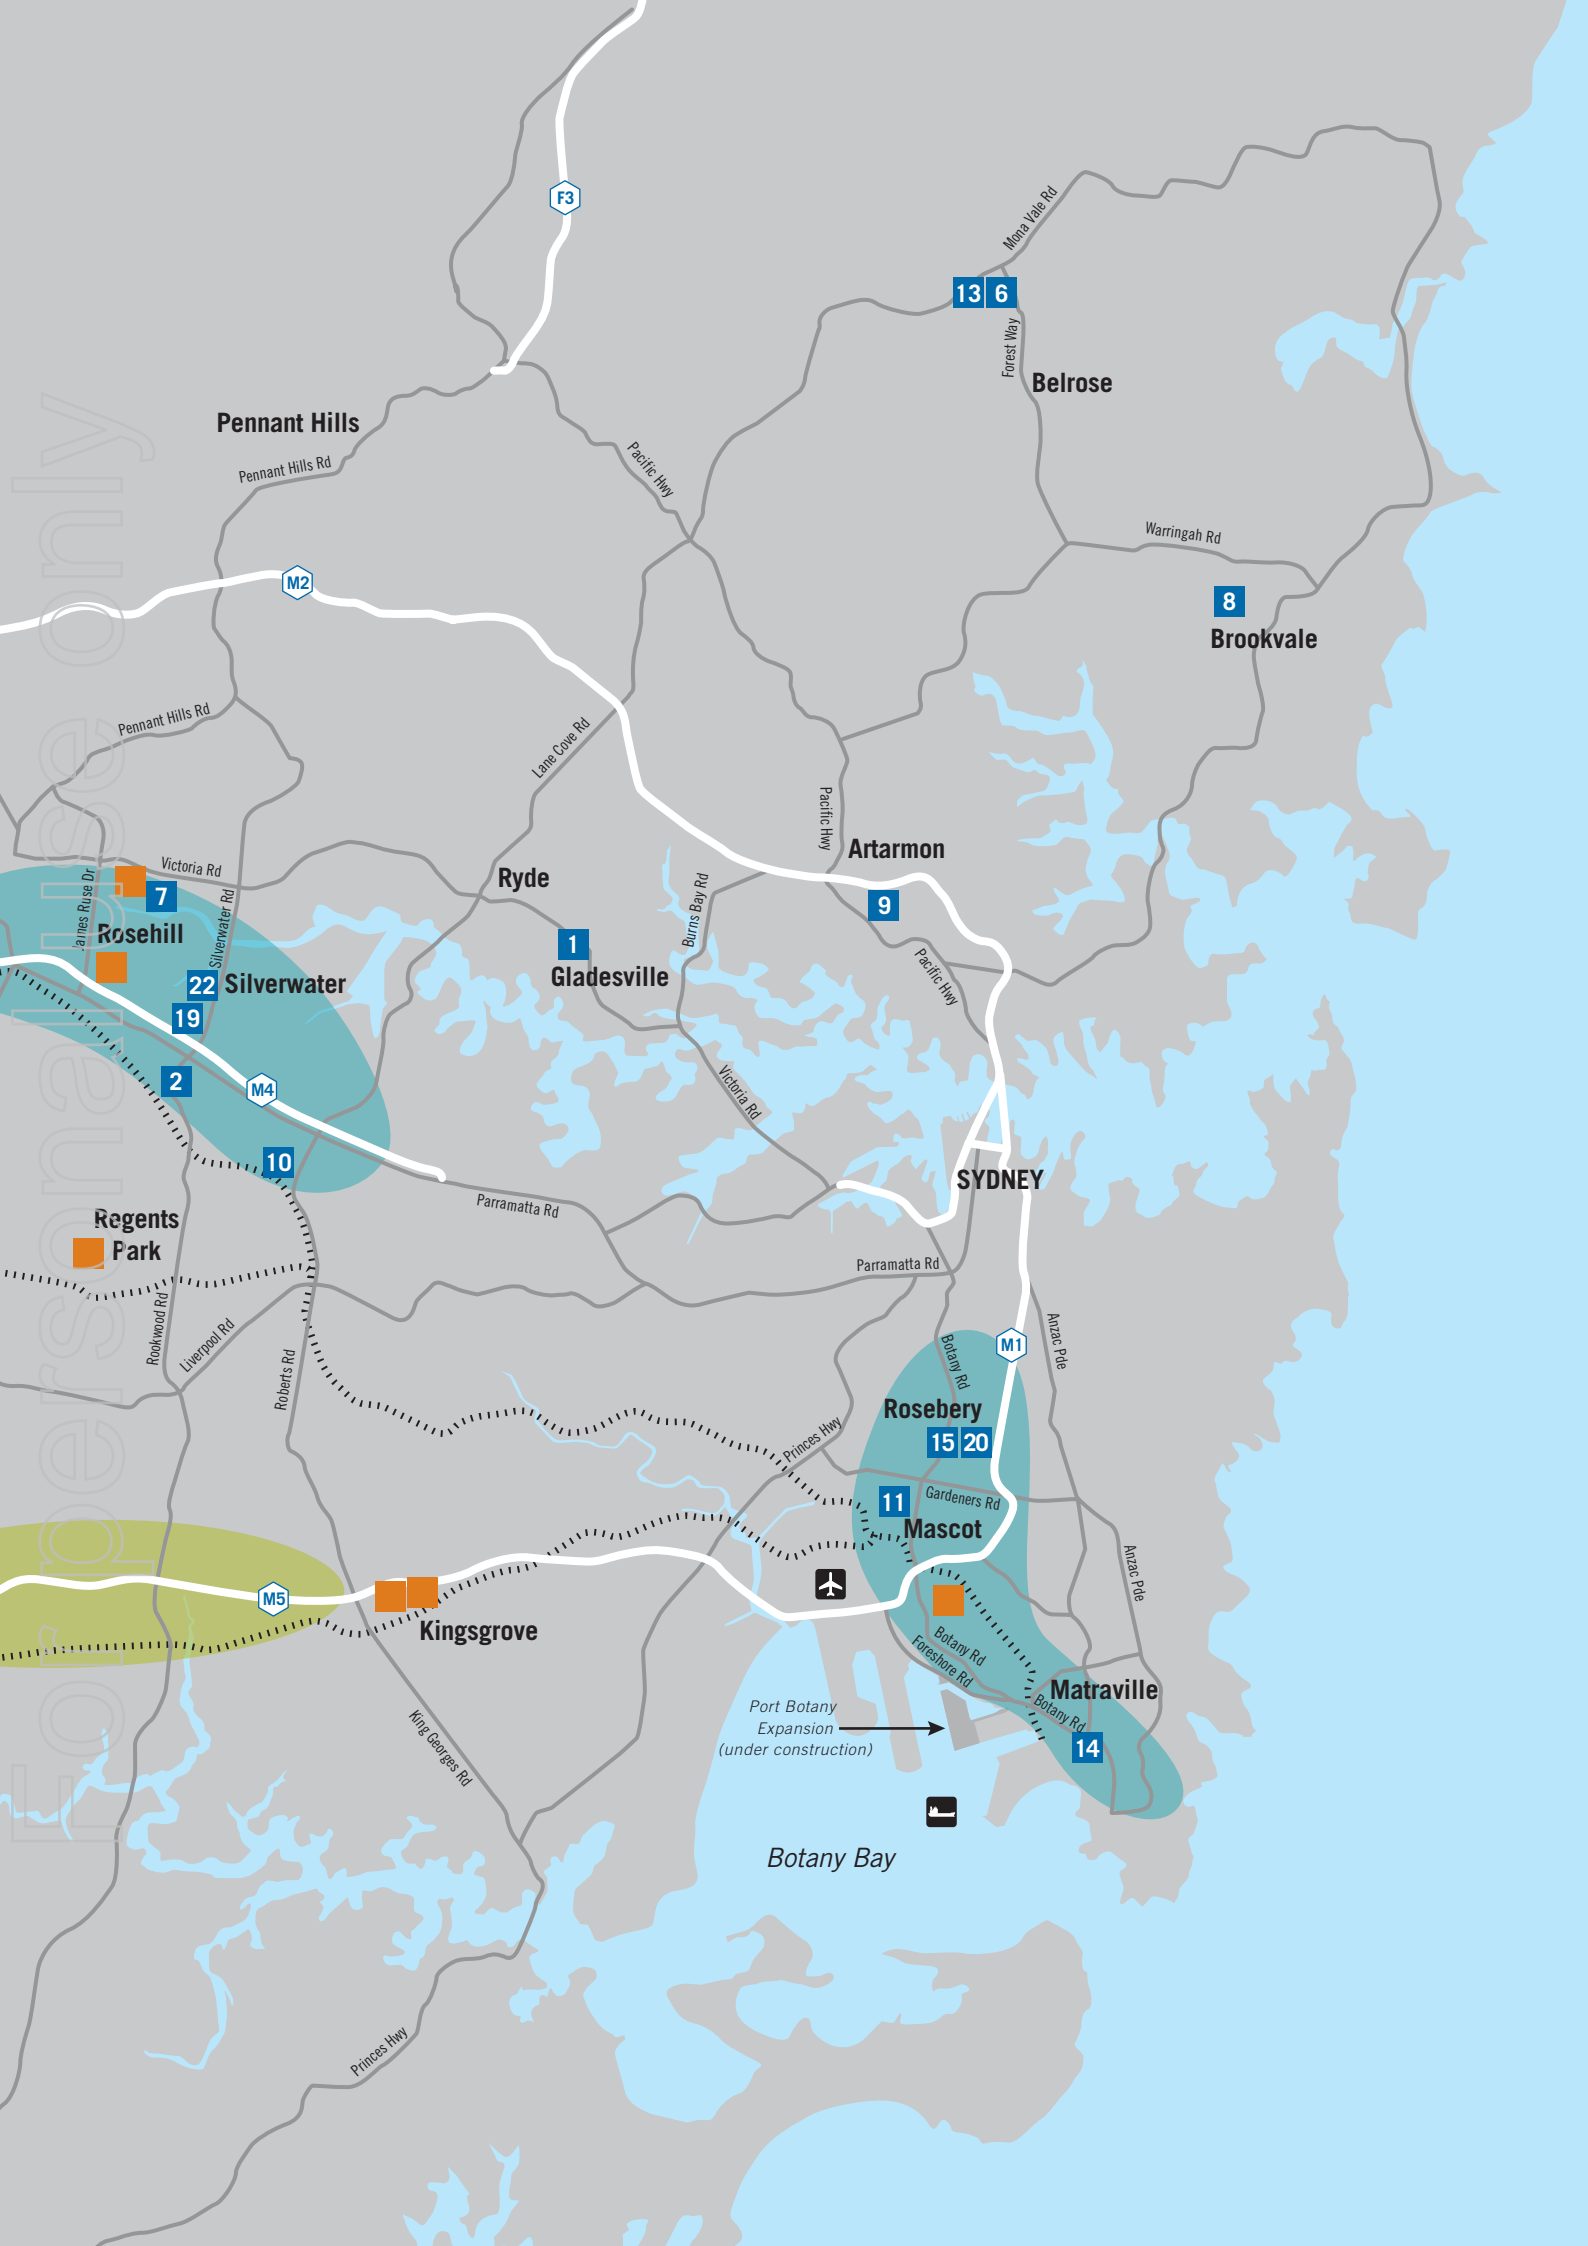 F3
Mona Vale Rd
13
6
Forest Way
Belrose
Pennant Hills
Pennant Hills Rd
Pacific Hwy
Warringah Rd
M2
8
Brookvale
Pennant Hills Rd
Lane Cove Rd
Pacific Hwy
Artarmon
Victoria Rd
Ryde
Burns Bay Rd
7
James Ruse Dr
Silverwater Rd
9
Rosehill
1
Gladesville
Pacific Hwy
22
Silverwater
19
2
M4
Victoria Rd
10
SYDNEY
Parramatta Rd
Regents
Park
Parramatta Rd
Rookwood Rd
Liverpool Rd
Roberts Rd
M1
Anzac Pde
Botany Rd
Rosebery
15
20
Princes Hwy
11
Gardeners Rd
Mascot
Anzac Pde
M5
Kingsgrove
Botany Rd
Foreshore Rd
Matraville
Botany Rd
14
Port Botany
Expansion
(under construction)
King Georges Rd
Botany Bay
Princes Hwy
For personal use only